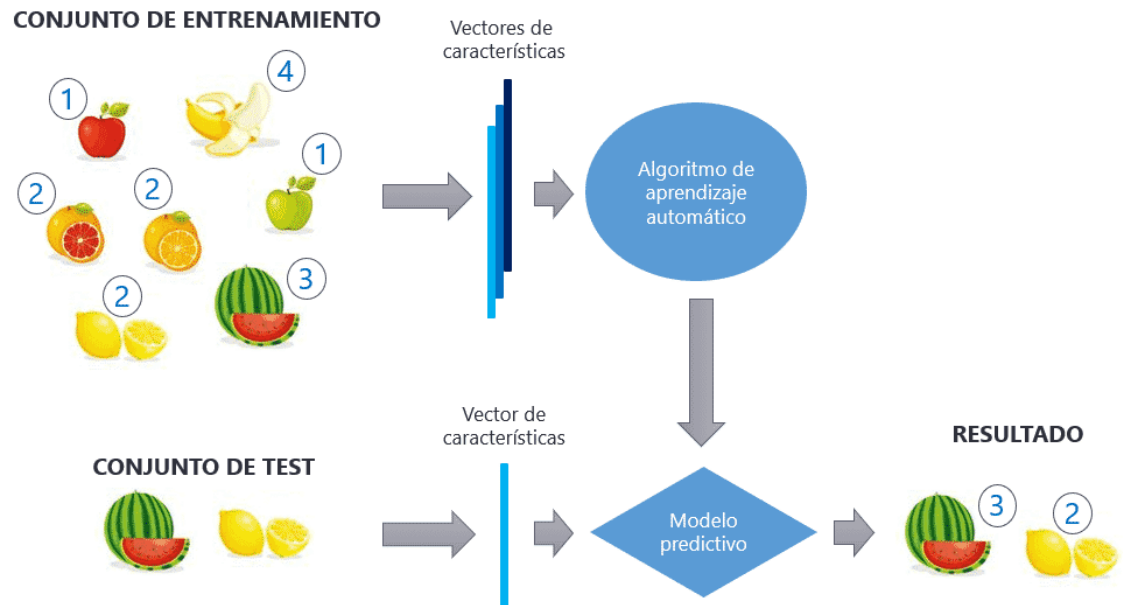 CONJUNTO DE ENTRENAMIENTO
Vectores de
características
4
1
1
2
2
3
2
Algoritmo de
aprendizaje
automático
Vector de
características
CONJUNTO DE TEST
RESULTADO
Modelo
predictivo
3
2